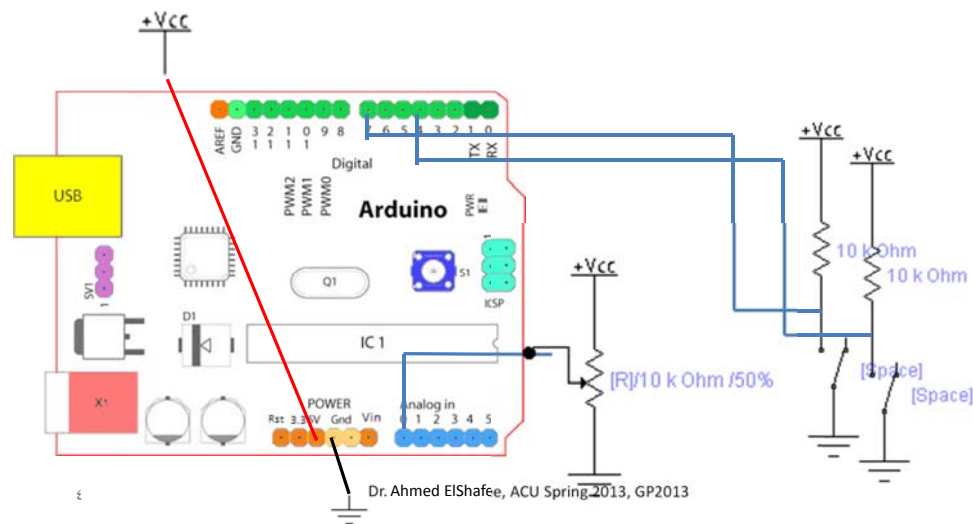 +Vcc
AREF
GND
13
12
11
10
9
8
7
6
5
4
3
2
1
0
TX
RX
Digital
PWM2
PWM1
PWM0
Arduino
PWR
USB
SV1
1
Q1
S1
1
ICSP
D1
IC 1
X1
POWER
Rst 3.3 5V Gnd Vin
Analog in
0 1 2 3 4 5
+Vcc
[R]/10 k Ohm /50%
+Vcc
10 k Ohm
+Vcc
10 k Ohm
[Space]
[Space]
٤
Dr. Ahmed ElShafee, ACU Spring 2013, GP2013